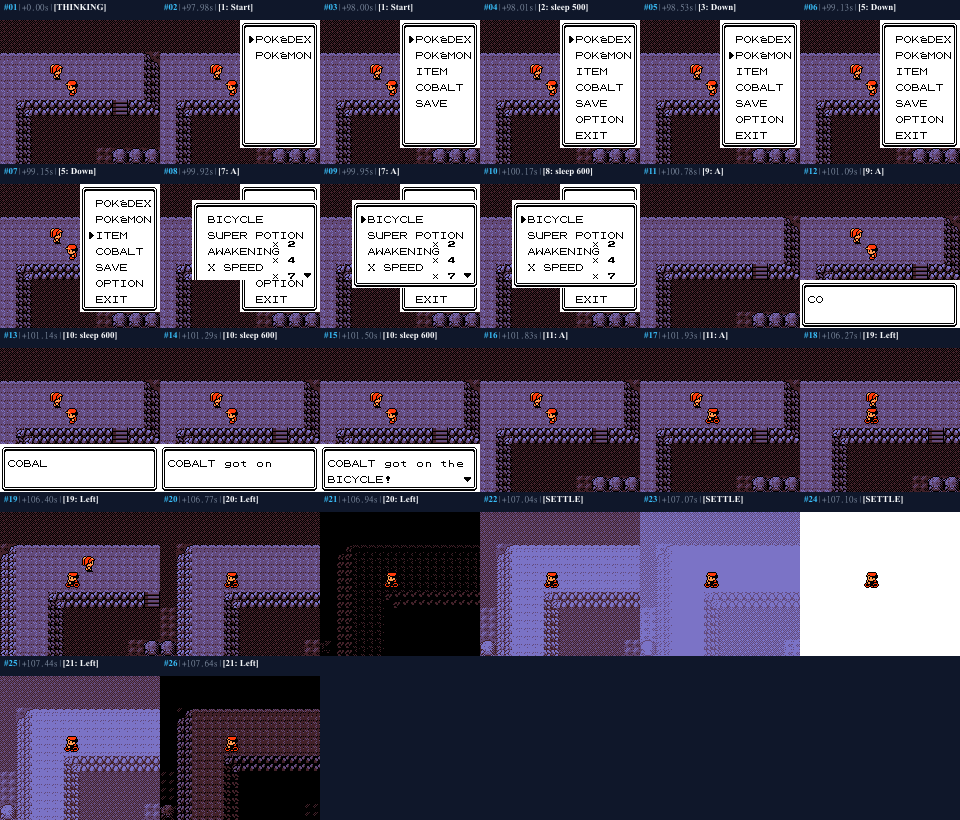 #01 | +0.00s | [THINKING]
#02 | +97.98s | [1: Start]
#03 | +98.00s | [1: Start]
#04 | +98.01s | [2: sleep 500]
#05 | +98.53s | [3: Down]
#06 | +99.13s | [5: Down]
▶POKéDEX
POKéMON
▶POKéDEX
POKéMON
ITEM
COBALT
SAVE
▶POKéDEX
POKéMON
ITEM
COBALT
SAVE
OPTION
EXIT
POKéDEX
▶POKéMON
ITEM
COBALT
SAVE
OPTION
EXIT
POKéDEX
POKéMON
ITEM
COBALT
SAVE
OPTION
EXIT
#07 | +99.15s | [5: Down]
#08 | +99.92s | [7: A]
#09 | +99.95s | [7: A]
#10 | +100.17s | [8: sleep 600]
#11 | +100.78s | [9: A]
#12 | +101.09s | [9: A]
POKéDEX
POKéMON
▶ITEM
COBALT
SAVE
OPTION
EXIT
BICYCLE
SUPER POTION
× 2
AWAKENING
× 4
X SPEED
× 7 ▼
OPTION
EXIT
▶BICYCLE
SUPER POTION
× 2
AWAKENING
× 4
X SPEED
× 7 ▼
EXIT
▶BICYCLE
SUPER POTION
× 2
AWAKENING
× 4
X SPEED
× 7
EXIT
CO
#13 | +101.14s | [10: sleep 600]
#14 | +101.29s | [10: sleep 600]
#15 | +101.50s | [10: sleep 600]
#16 | +101.83s | [11: A]
#17 | +101.93s | [11: A]
#18 | +106.27s | [19: Left]
COBAL
COBALT got on
COBALT got on the
BICYCLE! ▼
#19 | +106.40s | [19: Left]
#20 | +106.77s | [20: Left]
#21 | +106.94s | [20: Left]
#22 | +107.04s | [SETTLE]
#23 | +107.07s | [SETTLE]
#24 | +107.10s | [SETTLE]
#25 | +107.44s | [21: Left]
#26 | +107.64s | [21: Left]